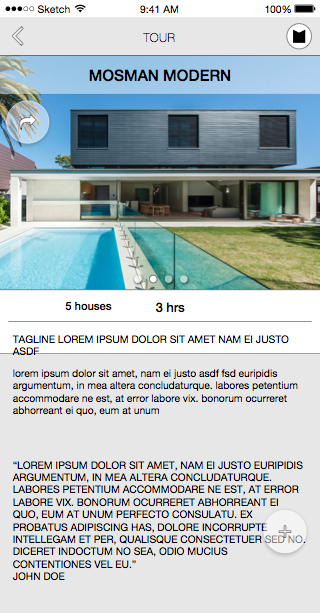 Sketch 9:41 AM 100%
TOUR
MOSMAN MODERN
5 houses 3 hrs
TAGLINE LOREM IPSUM DOLOR SIT AMET NAM EI JUSTO
ASDF
lorem ipsum dolor sit amet, nam ei justo asdf fsd euripidis
argumentum, in mea altera concludaturque. labores petentium
accommodare ne est, at error labore vix. bonorum ocurreret
abhorreant ei quo, eum at unum
“LOREM IPSUM DOLOR SIT AMET, NAM EI JUSTO EURIPIDIS
ARGUMENTUM, IN MEA ALTERA CONCLUDATURQUE.
LABORES PETENTIUM ACCOMMODARE NE EST, AT ERROR
LABORE VIX. BONORUM OCURRERET ABHORREANT EI
QUO, EUM AT UNUM PERFECTO CONSULATU. EX
PROBATUS ADIPISCING HAS, DOLORE INCORRUPTE
INTELLEGAM ET PER, QUALISQUE CONSECTETUER SED NO.
DICERET INDOCTUM NO SEA, ODIO MUCIUS
CONTENTIONES VEL EU.”
JOHN DOE